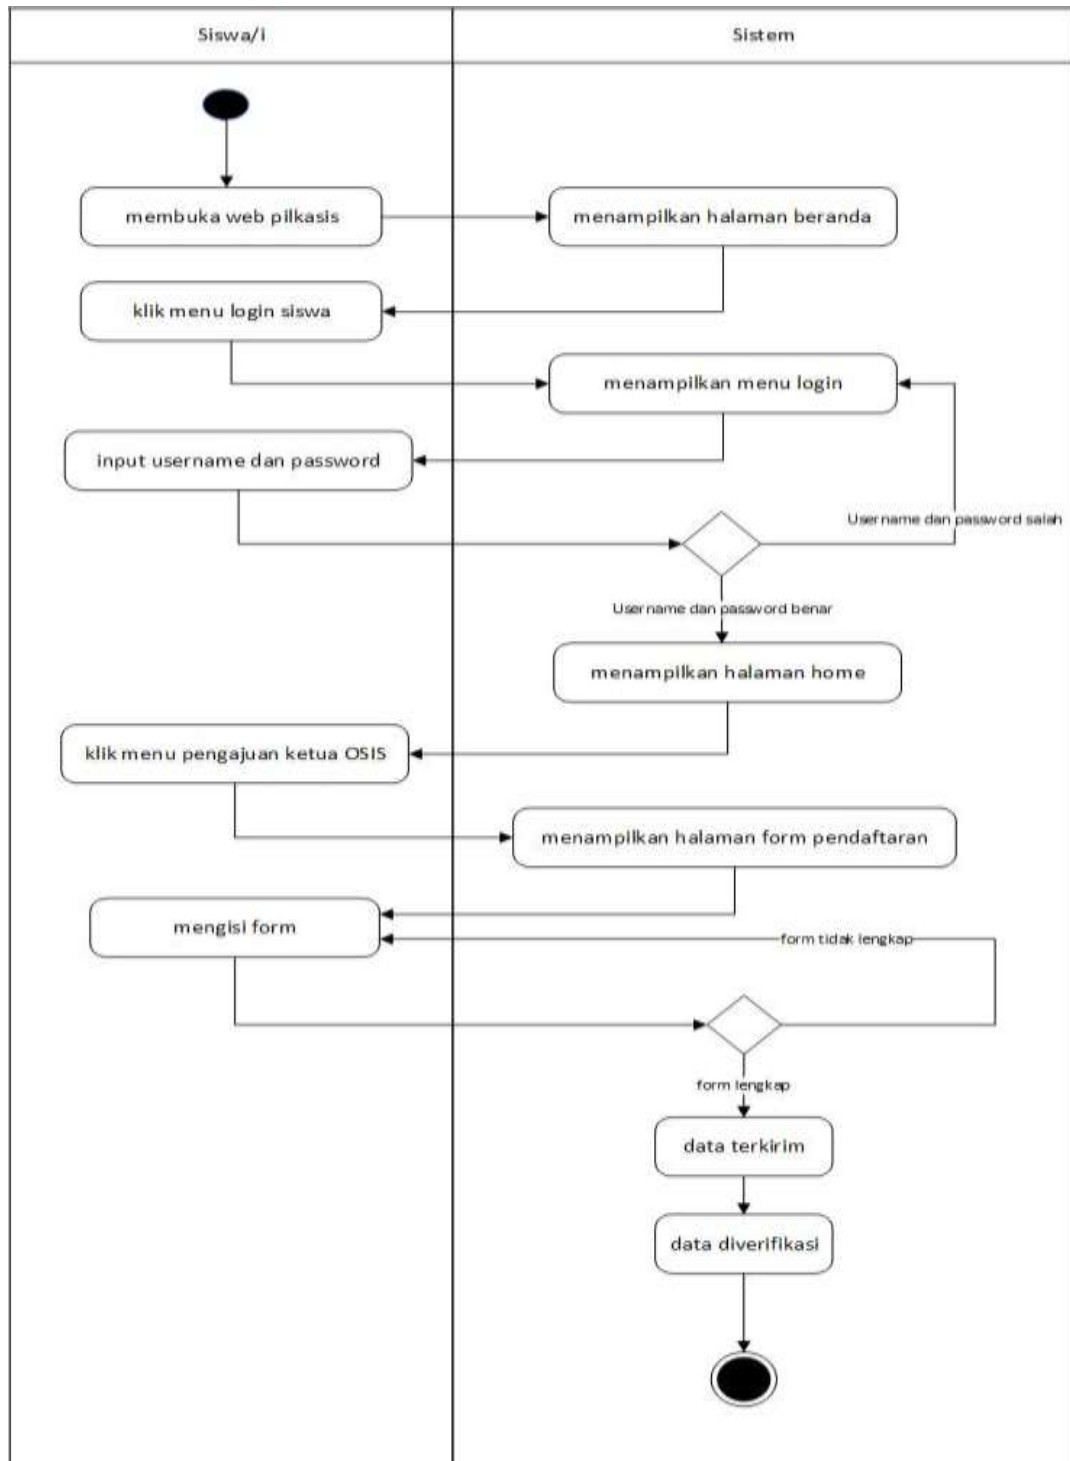 Siswa/i
Sistem
membuka web pilkasis
menampilkan halaman beranda
klik menu login siswa
menampilkan menu login
input username dan password
Username dan password salah
Username dan password benar
menampilkan halaman home
klik menu pengajuan ketua OSIS
menampilkan halaman form pendaftaran
mengisi form
form tidak lengkap
form lengkap
data terkirim
data diverifikasi